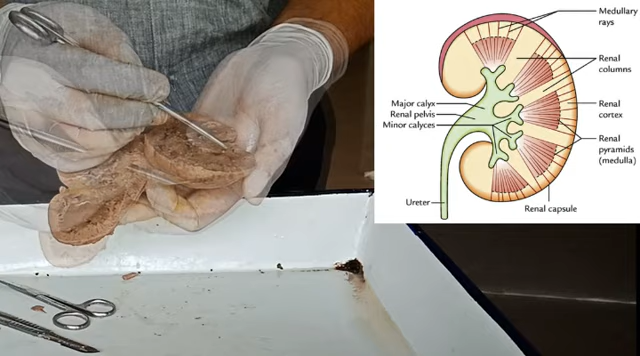 Medullary
rays
Renal
columns
Major calyx
Renal pelvis
Minor calyces
Renal
cortex
Renal
pyramids
(medulla)
Ureter
Renal capsule